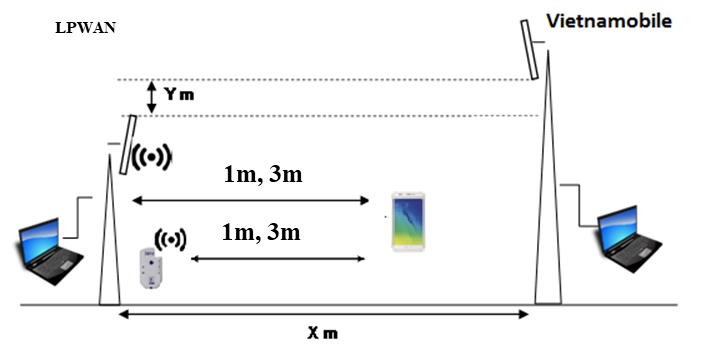 LPWAN
Vietnamobile
Y m
1m, 3m
1m, 3m
X m